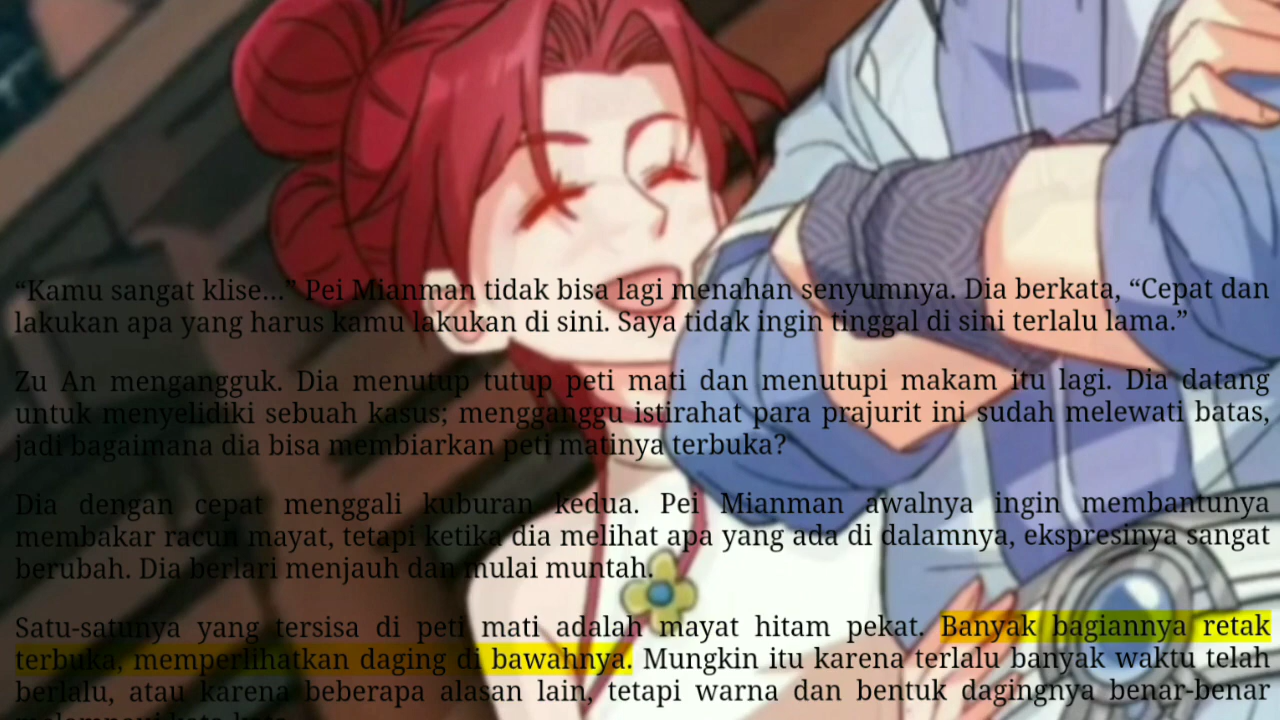 “Kamu sangat klise...” Pei Mianman tidak bisa lagi menahan senyumnya. Dia berkata, “Cepat dan
lakukan apa yang harus kamu lakukan di sini. Saya tidak ingin tinggal di sini terlalu lama.”
Zu An mengangguk. Dia menutup tutup peti mati dan menutupi makam itu lagi. Dia datang
untuk menyelidiki sebuah kasus; mengganggu istirahat para prajurit ini sudah melewati batas,
jadi bagaimana dia bisa membiarkan peti matinya terbuka?
Dia dengan cepat menggali kuburan kedua. Pei Mianman awalnya ingin membantunya
membakar racun mayat, tetapi ketika dia melihat apa yang ada di dalamnya, ekspresinya sangat
berubah. Dia berlari menjauh dan mulai muntah.
Satu-satunya yang tersisa di peti mati adalah mayat hitam pekat. Banyak bagiannya retak
terbuka, memperlihatkan daging di bawahnya. Mungkin itu karena terlalu banyak waktu telah
berlalu, atau karena beberapa alasan lain, tetapi warna dan bentuk dagingnya benar-benar